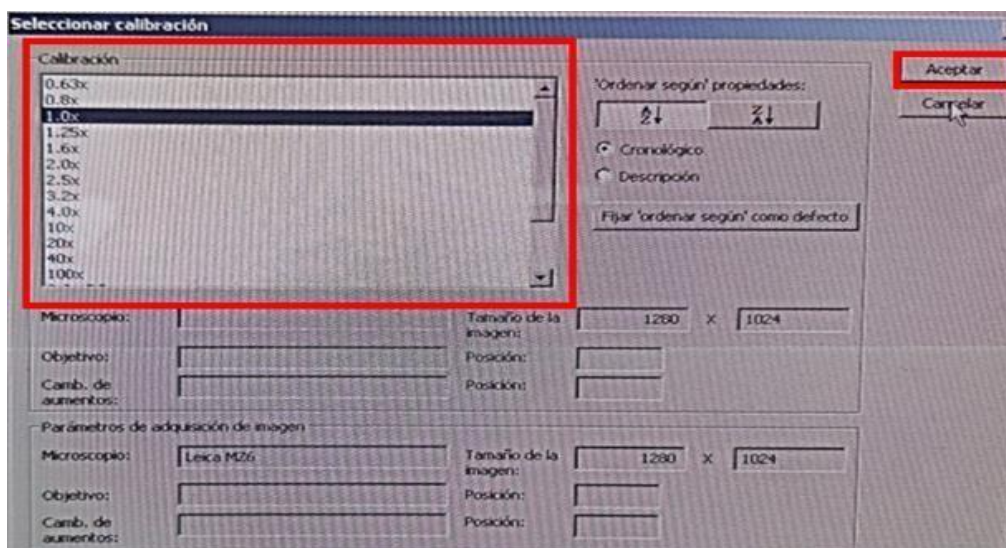 Seleccionar calibración
Calibración
0.63x
0.8x
1.0x
1.25x
1.6x
2.0x
2.5x
3.2x
4.0x
10x
20x
40x
100x
'Ordenar según' propiedades:
A Z
Z A
Cronológico
Descripción
Fijar 'ordenar según' como defecto
Aceptar
Cancelar
Microscopio:
Tamaño de la imagen:
1280 x 1024
Objetivo:
Posición:
Camb. de aumentos:
Posición:
Parámetros de adquisición de imagen
Microscopio: Leica MZ6
Tamaño de la imagen:
1280 x 1024
Objetivo:
Posición:
Camb. de aumentos:
Posición: